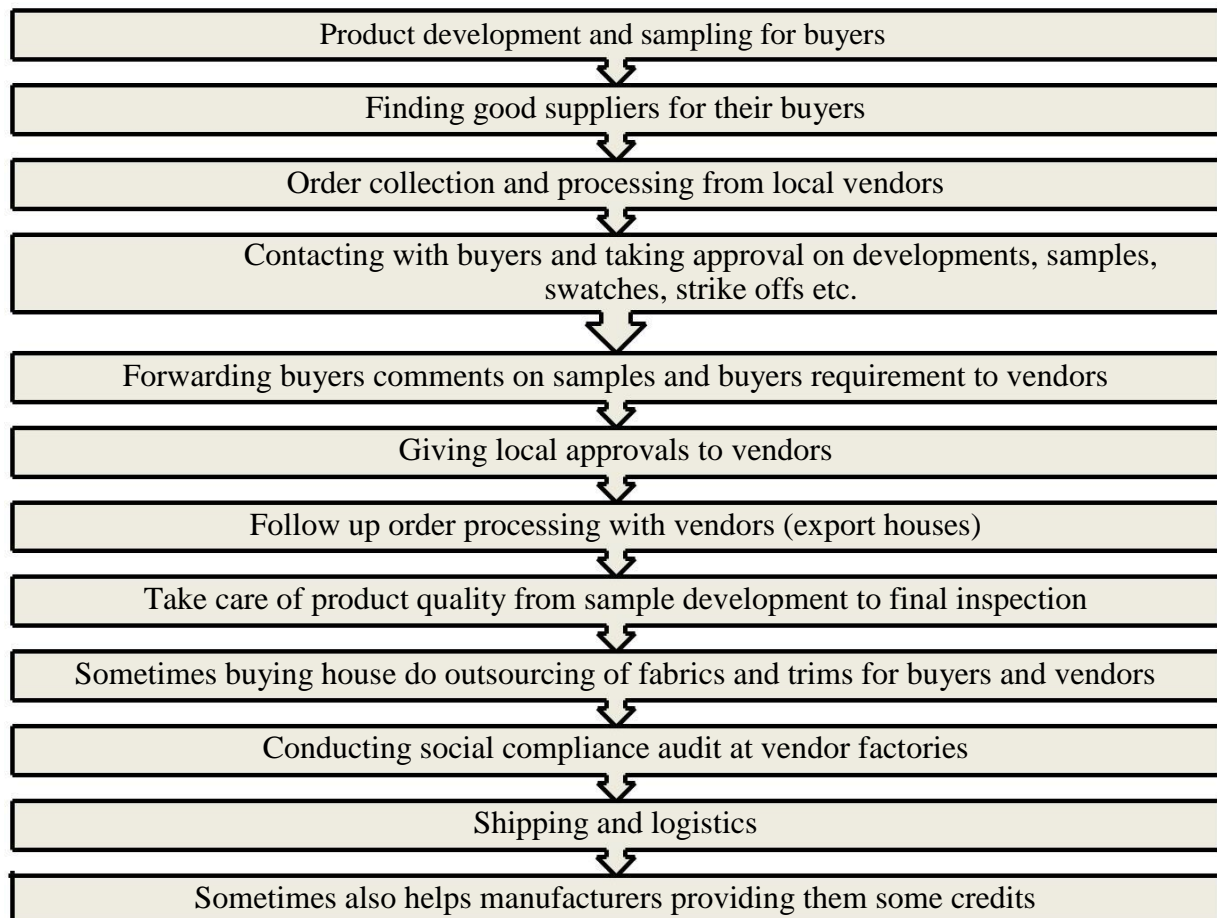 Product development and sampling for buyers
Finding good suppliers for their buyers
Order collection and processing from local vendors
Contacting with buyers and taking approval on developments, samples,
swatches, strike offs etc.
Forwarding buyers comments on samples and buyers requirement to vendors
Giving local approvals to vendors
Follow up order processing with vendors (export houses)
Take care of product quality from sample development to final inspection
Sometimes buying house do outsourcing of fabrics and trims for buyers and vendors
Conducting social compliance audit at vendor factories
Shipping and logistics
Sometimes also helps manufacturers providing them some credits